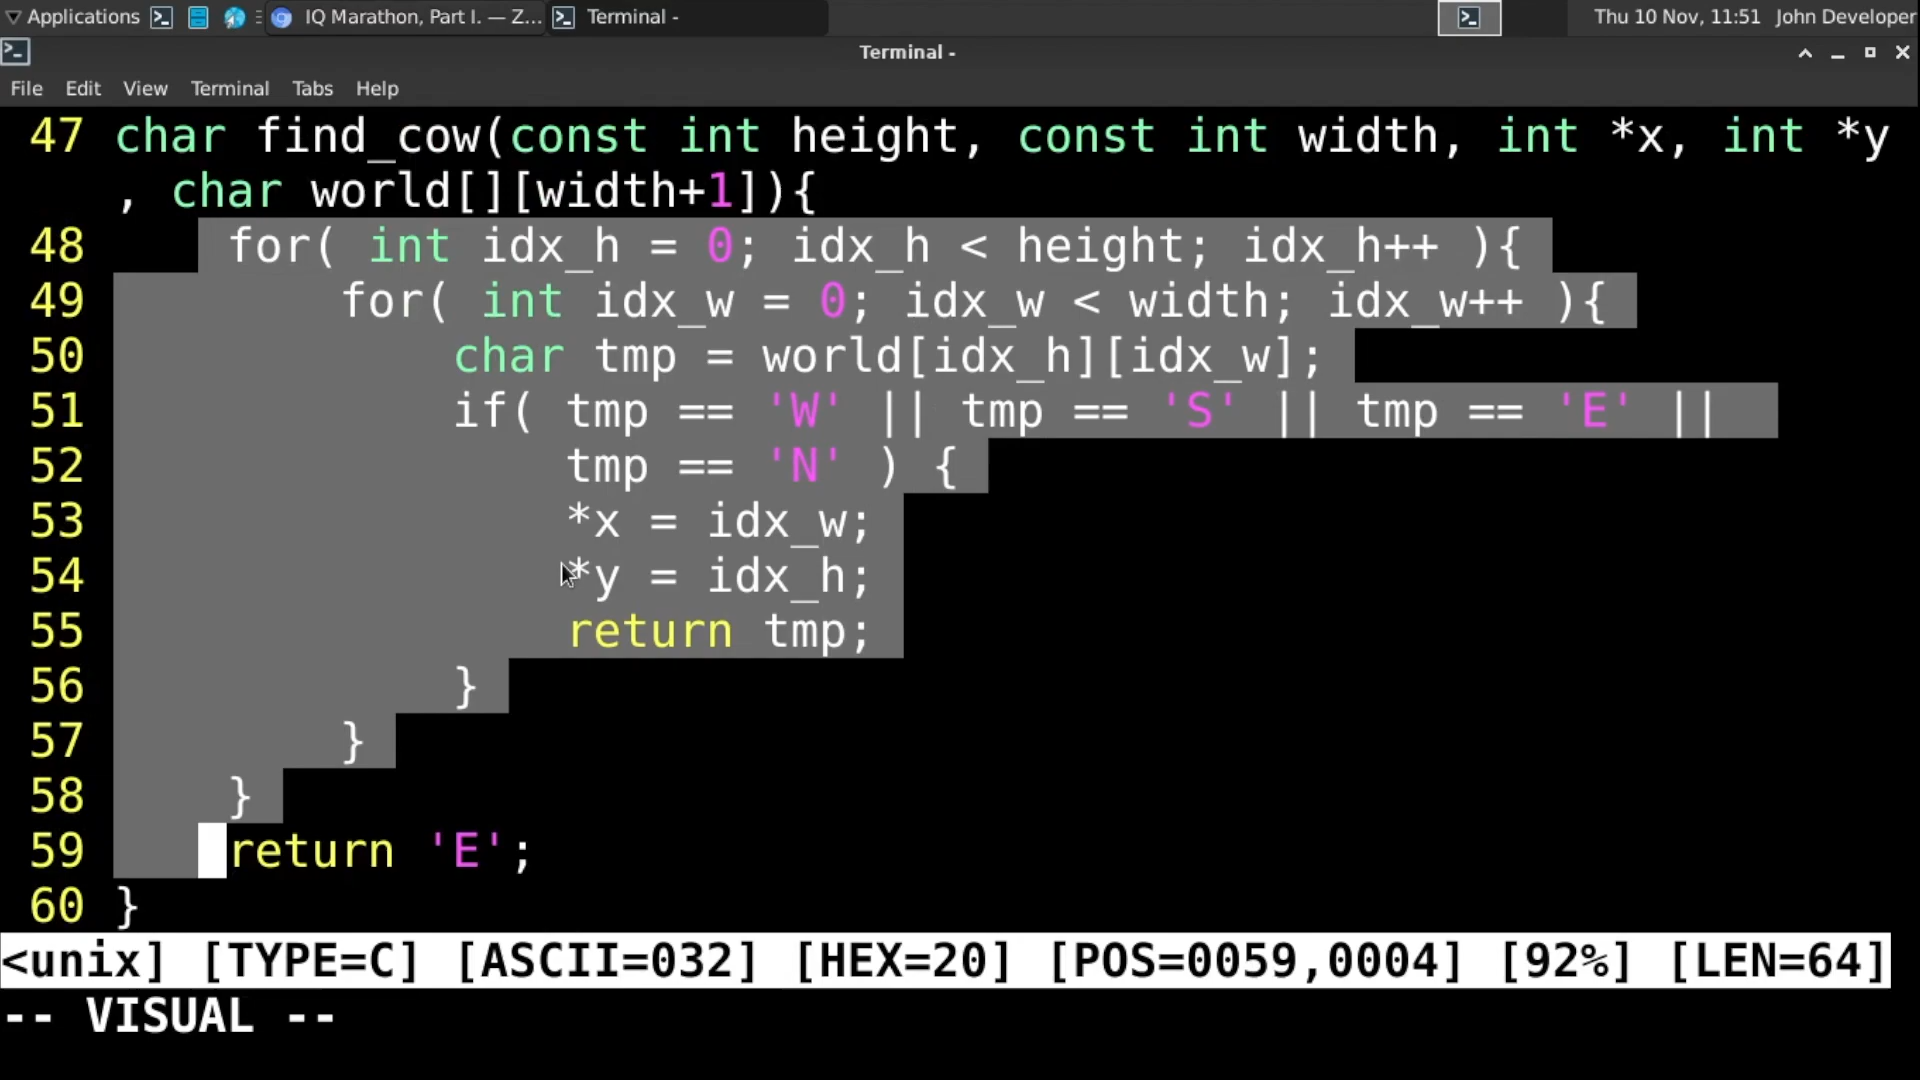 Applications IQ Marathon, Part I. — Z... Terminal - Thu 10 Nov, 11:51 John Developer
Terminal -
File Edit View Terminal Tabs Help
47 char find_cow(const int height, const int width, int *x, int *y
, char world[][width+1]){
48     for( int idx_h = 0; idx_h < height; idx_h++ ){
49         for( int idx_w = 0; idx_w < width; idx_w++ ){
50             char tmp = world[idx_h][idx_w];
51             if( tmp == 'W' || tmp == 'S' || tmp == 'E' ||
52                 tmp == 'N' ) {
53                 *x = idx_w;
54                 *y = idx_h;
55                 return tmp;
56             }
57         }
58     }
59     return 'E';
60 }
<unix] [TYPE=C] [ASCII=032] [HEX=20] [POS=0059,0004] [92%] [LEN=64]
-- VISUAL --